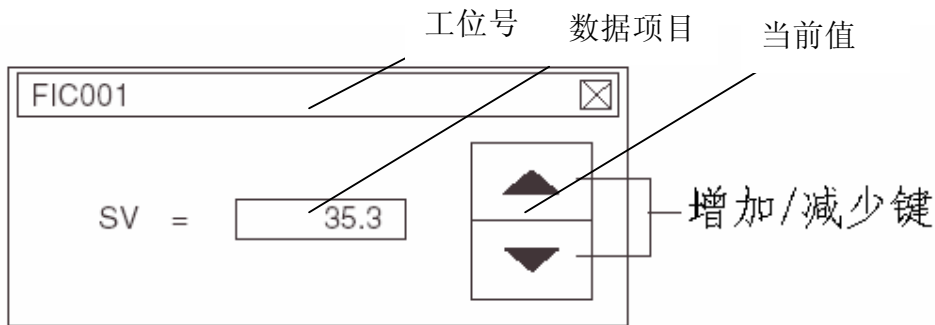 工位号 数据项目 当前值
FIC001
SV = 35.3
增加/减少键